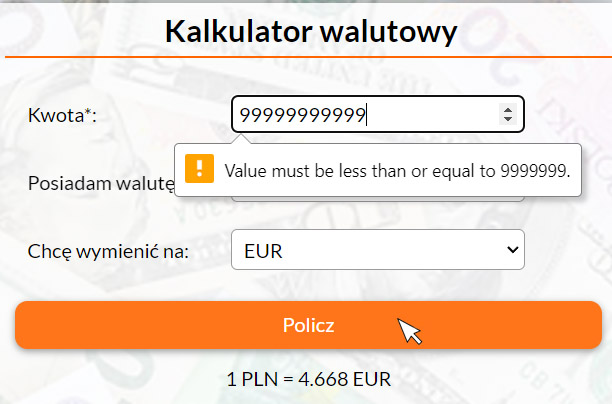 Kalkulator walutowy
Kwota*:
99999999999
Value must be less than or equal to 9999999.
Posiadam walutę
Chcę wymienić na:
EUR
Policz
1 PLN = 4.668 EUR